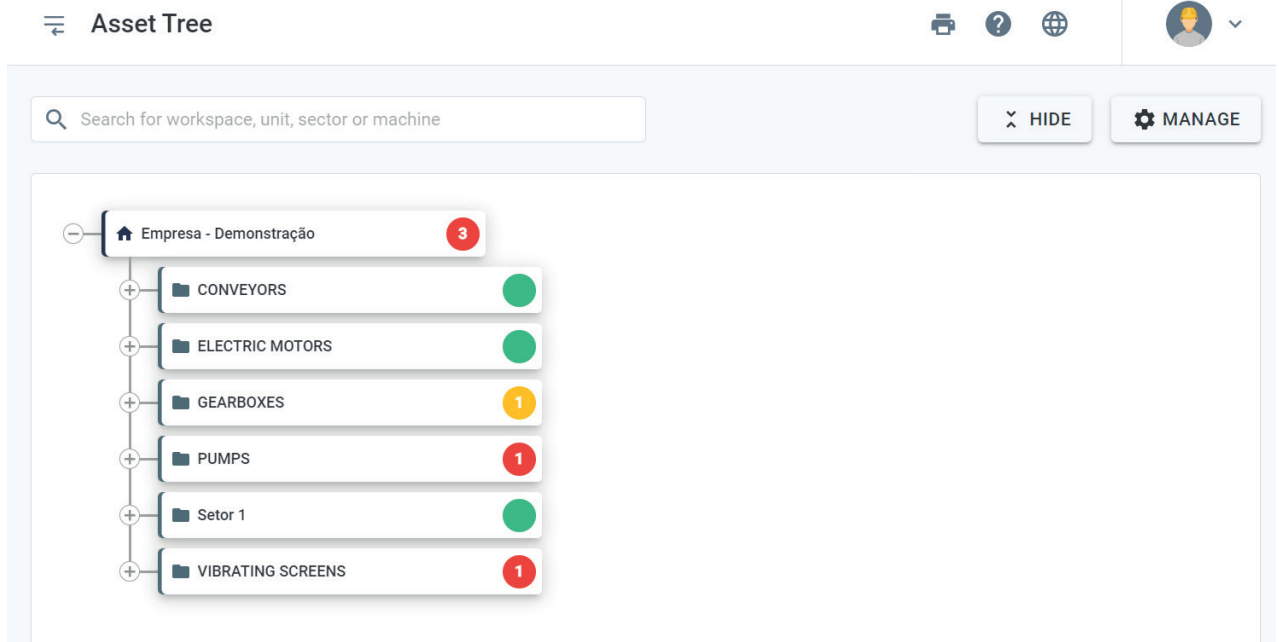 Asset Tree
Search for workspace, unit, sector or machine
HIDE
MANAGE
Empresa - Demonstração
3
CONVEYORS
ELECTRIC MOTORS
GEARBOXES
1
PUMPS
1
Setor 1
VIBRATING SCREENS
1